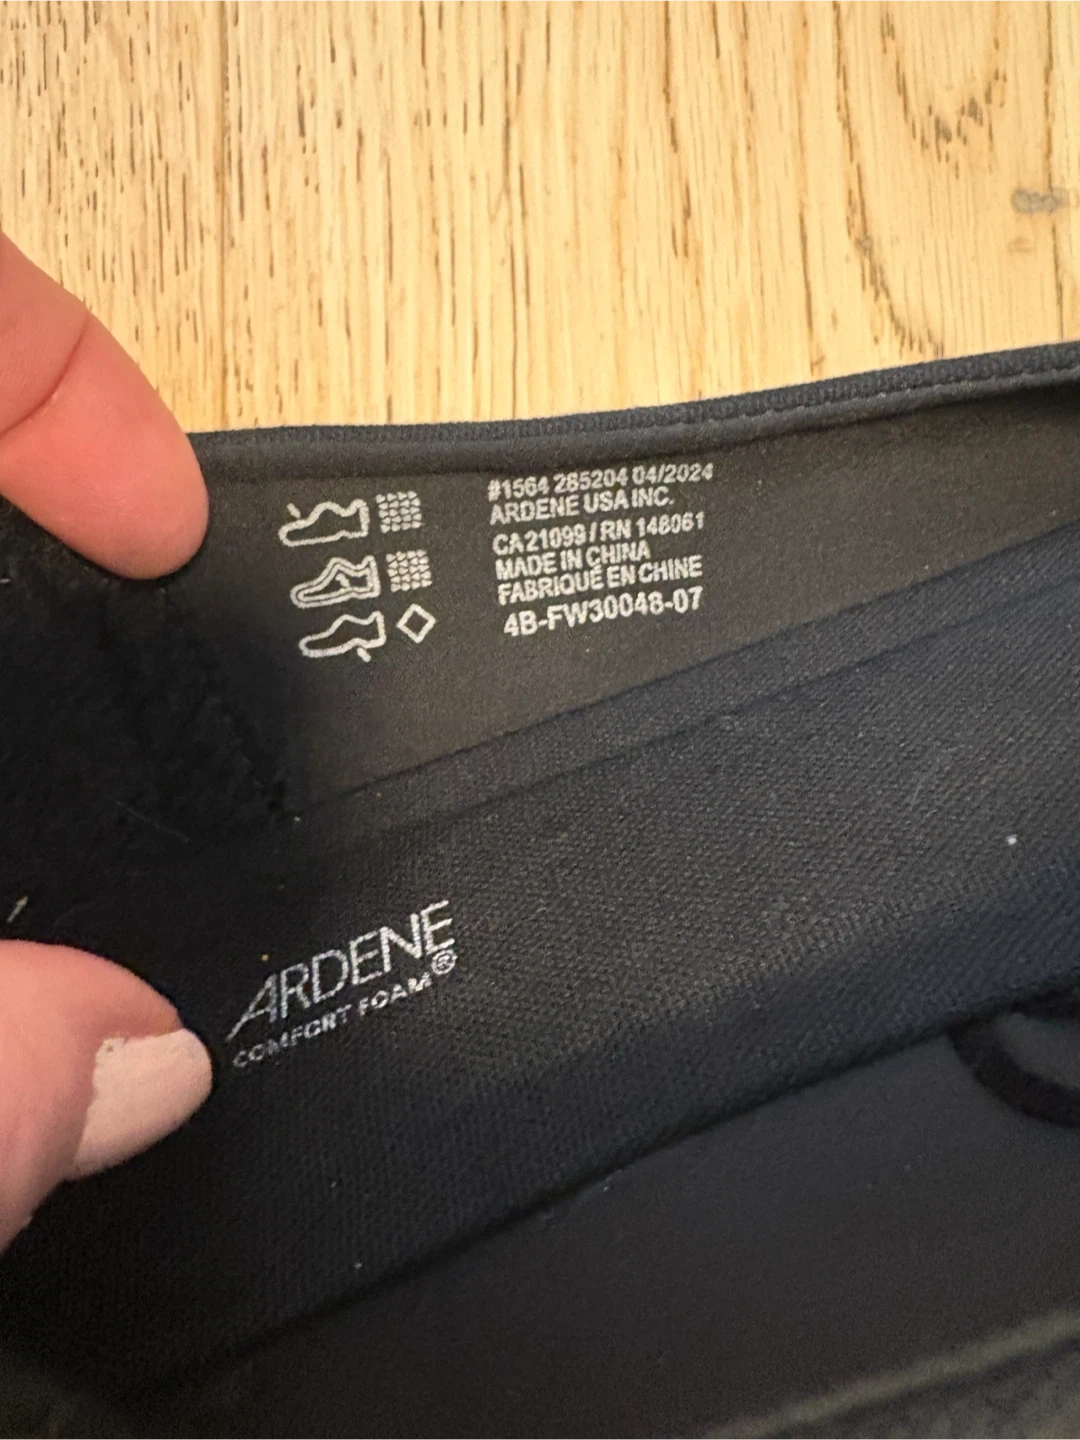 #1564 285204 04/2024
ARDENE USA INC.
CA 21099 / RN 148061
MADE IN CHINA
FABRIQUÉ EN CHINE
4B-FW30048-07
ARDENE
COMFORT FOAM®